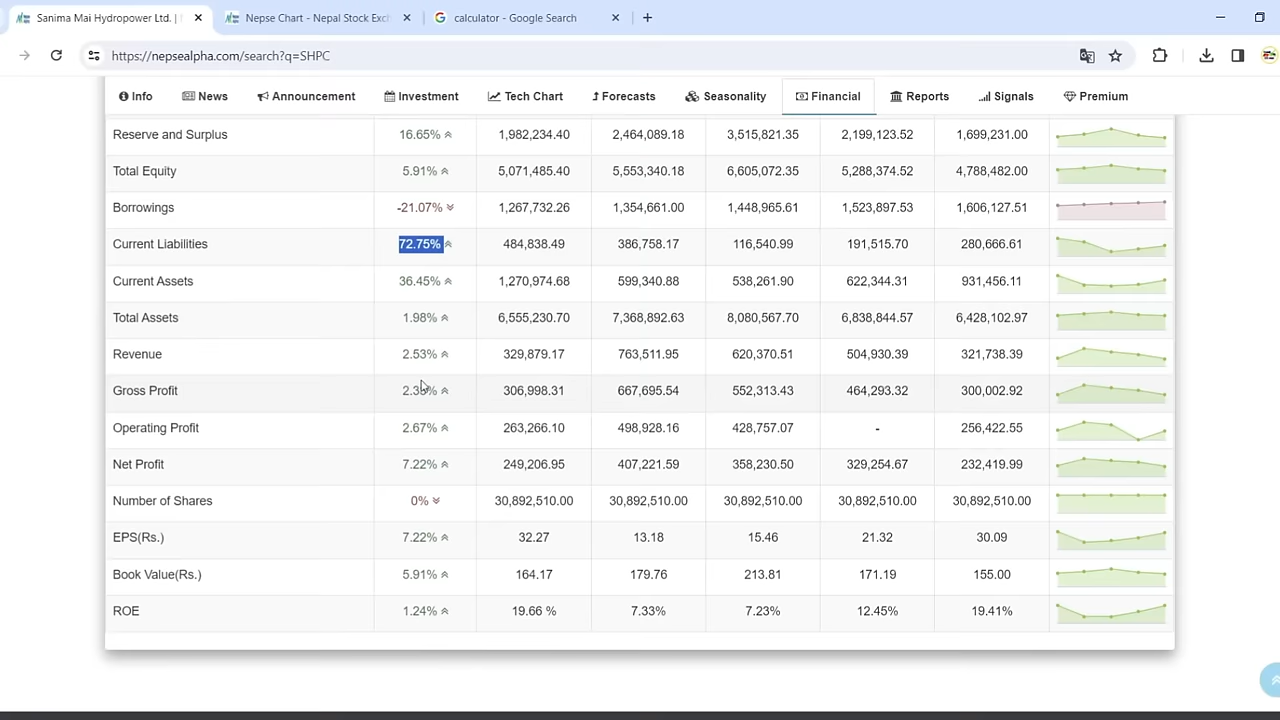 Sanima Mai Hydropower Ltd. |
Nepse Chart - Nepal Stock Exc
calculator - Google Search
https://nepsealpha.com/search?q=SHPC
Info News Announcement Investment Tech Chart Forecasts Seasonality Financial Reports Signals Premium
Reserve and Surplus 16.65% 1,982,234.40 2,464,089.18 3,515,821.35 2,199,123.52 1,699,231.00
Total Equity 5.91% 5,071,485.40 5,553,340.18 6,605,072.35 5,288,374.52 4,788,482.00
Borrowings -21.07% 1,267,732.26 1,354,661.00 1,448,965.61 1,523,897.53 1,606,127.51
Current Liabilities 72.75% 484,838.49 386,758.17 116,540.99 191,515.70 280,666.61
Current Assets 36.45% 1,270,974.68 599,340.88 538,261.90 622,344.31 931,456.11
Total Assets 1.98% 6,555,230.70 7,368,892.63 8,080,567.70 6,838,844.57 6,428,102.97
Revenue 2.53% 329,879.17 763,511.95 620,370.51 504,930.39 321,738.39
Gross Profit 306,998.31 667,695.54 552,313.43 464,293.32 300,002.92
Operating Profit 2.67% 263,266.10 498,928.16 428,757.07 - 256,422.55
Net Profit 7.22% 249,206.95 407,221.59 358,230.50 329,254.67 232,419.99
Number of Shares 0% 30,892,510.00 30,892,510.00 30,892,510.00 30,892,510.00 30,892,510.00
EPS(Rs.) 7.22% 32.27 13.18 15.46 21.32 30.09
Book Value(Rs.) 5.91% 164.17 179.76 213.81 171.19 155.00
ROE 1.24% 19.66 % 7.33% 7.23% 12.45% 19.41%